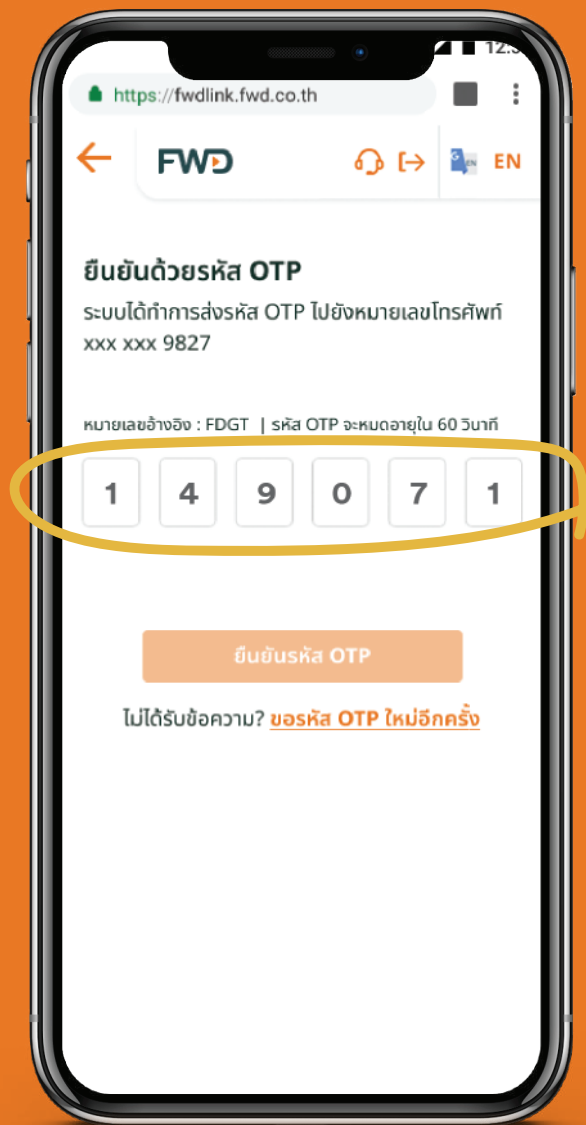 https://fwdlink.fwd.co.th
FWD
EN
ยืนยันด้วยรหัส OTP
ระบบได้ทำการส่งรหัส OTP ไปยังหมายเลขโทรศัพท์
xxx xxx 9827
หมายเลขอ้างอิง : FDGT | รหัส OTP จะหมดอายุใน 60 วินาที
1 4 9 0 7 1
ยืนยันรหัส OTP
ไม่ได้รับข้อความ? ขอรหัส OTP ใหม่อีกครั้ง